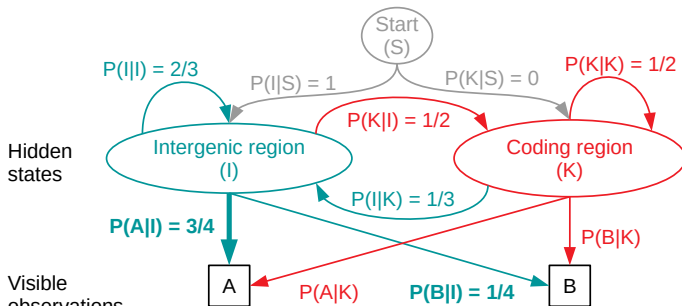 Start
(S)
P(I|I) = 2/3
P(I|S) = 1
P(K|S) = 0
P(K|K) = 1/2
P(K|I) = 1/2
Hidden
states
Intergenic region
(I)
Coding region
(K)
P(I|K) = 1/3
P(A|I) = 3/4
P(B|K)
Visible
observations
A
P(A|K)
P(B|I) = 1/4
B